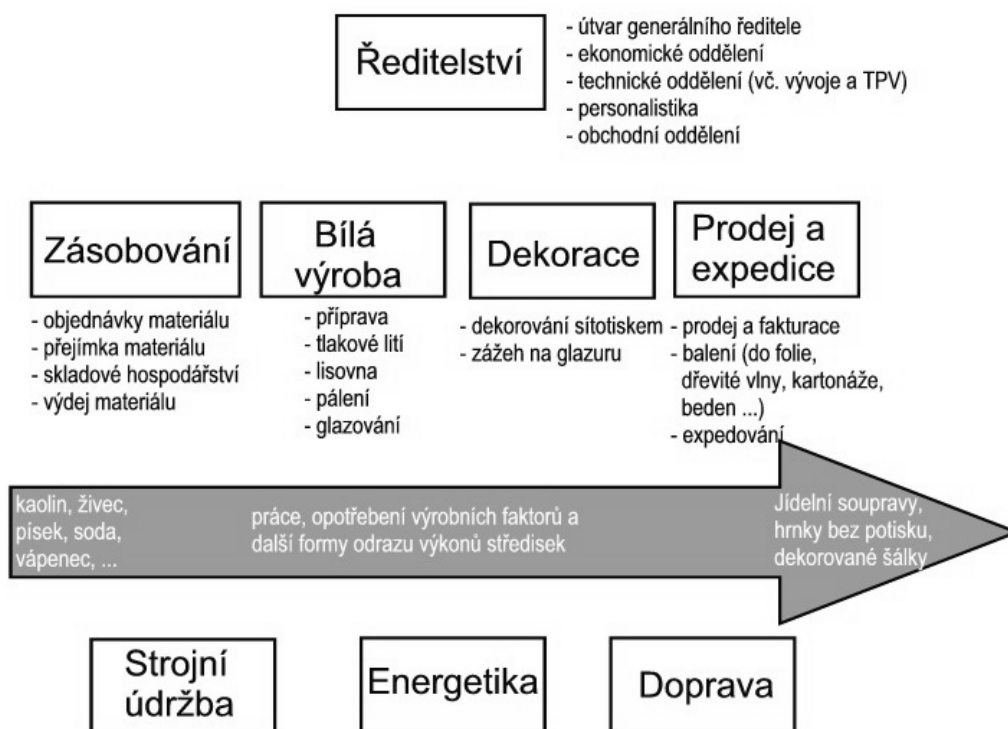 Ředitelství
- útvar generálního ředitele
- ekonomické oddělení
- technické oddělení (vč. vývoje a TPV)
- personalistika
- obchodní oddělení
Zásobování
- objednávky materiálu
- přejímka materiálu
- skladové hospodářství
- výdej materiálu
Bílá
výroba
- příprava
- tlakové lití
- lisovna
- pálení
- glazování
Dekorace
- dekorování sítotiskem
- zážeh na glazuru
Prodej a
expedice
- prodej a fakturace
- balení (do folie,
dřevité vlny, kartonáže,
beden ...)
- expedování
kaolin, živec,
písek, soda,
vápenec, ...
práce, opotřebení výrobních faktorů a
další formy odrazu výkonů středisek
Jídelní soupravy,
hrnky bez potisku,
dekorované šálky
Strojní
údržba
Energetika
Doprava